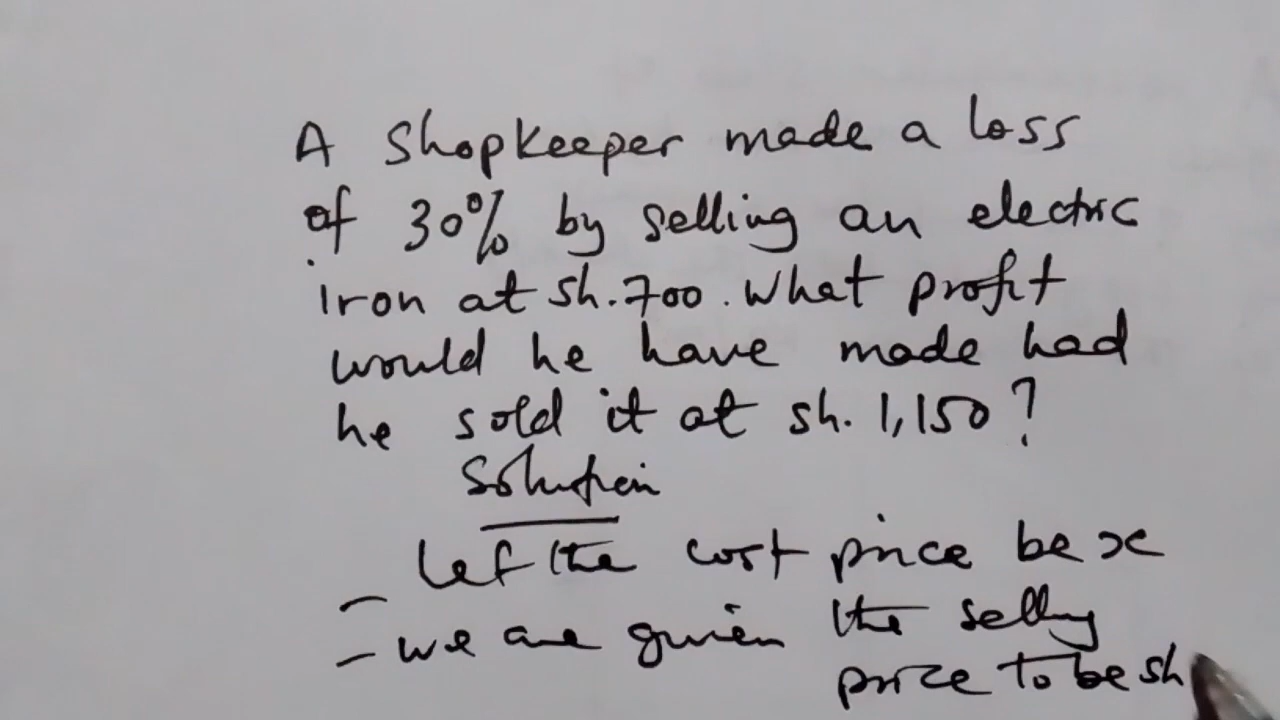 A Shopkeeper made a loss
of 30% by selling an electric
iron at sh.700. What profit
would he have made had
he sold it at sh. 1,150?
Solution
- Let the cost price be x
- we are given the selling
price to be sh